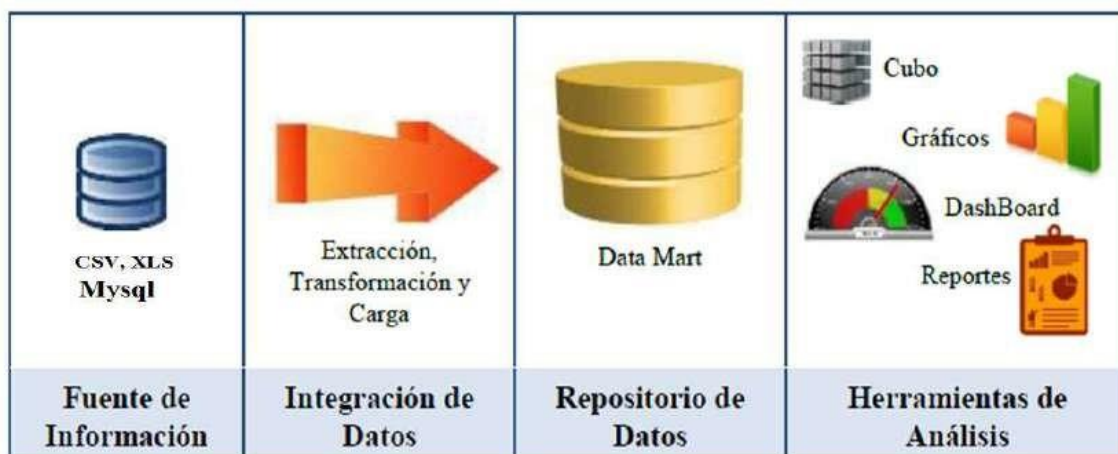 CSV, XLS
Mysql
Extracción,
Transformación y
Carga
Data Mart
Cubo
Gráficos
DashBoard
Reportes
Fuente de
Información
Integración de
Datos
Repositorio de
Datos
Herramientas de
Análisis